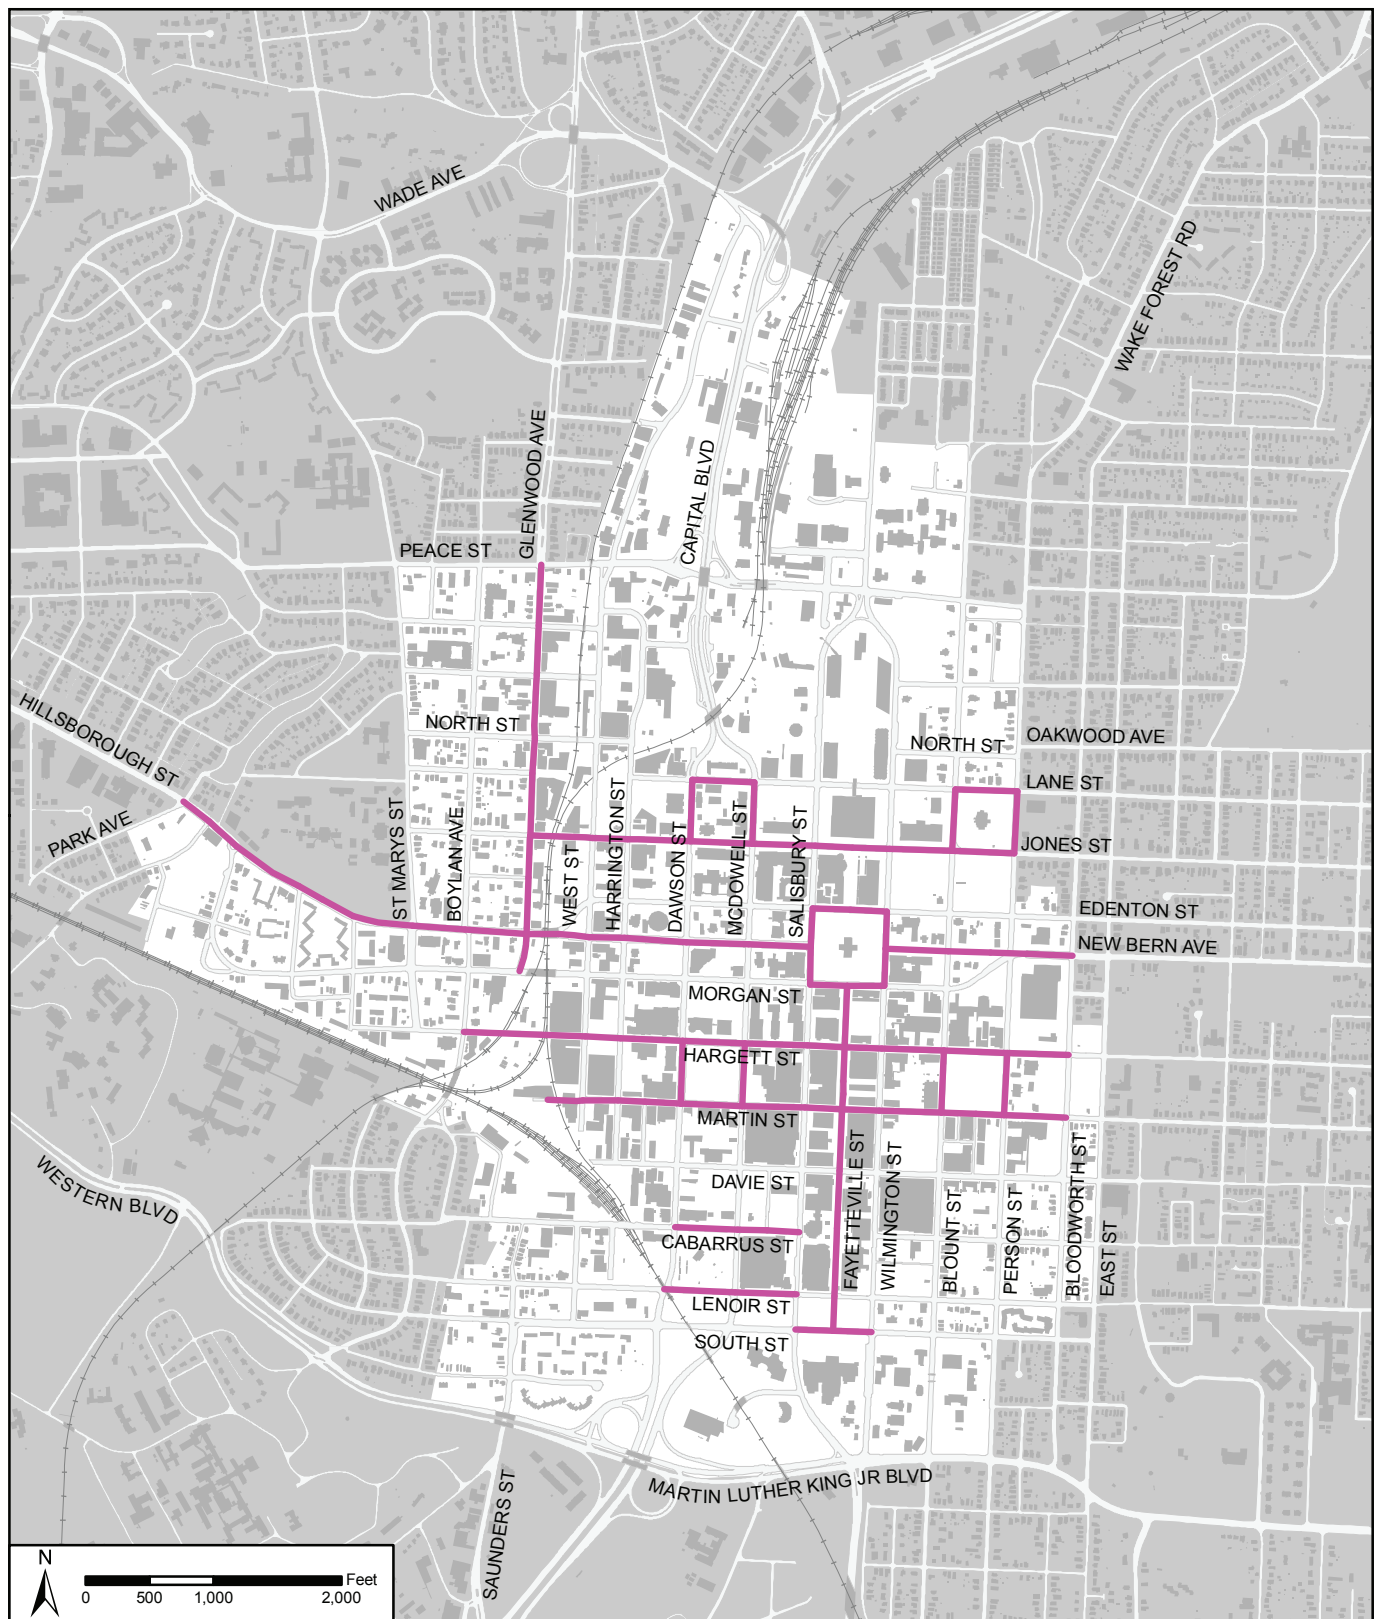 WADE AVE
WAKE FOREST RD
GLENWOOD AVE
CAPITAL BLVD
PEACE ST
HILLSBOROUGH ST
NORTH ST
NORTH ST
OAKWOOD AVE
LANE ST
PARK AVE
ST MARYS ST
BOYLAN AVE
WEST ST
HARRINGTON ST
DAWSON ST
MCDOWELL ST
SALISBURY ST
JONES ST
EDENTON ST
NEW BERN AVE
MORGAN ST
HARGETT ST
MARTIN ST
WESTERN BLVD
DAVIE ST
FAYETTEVILLE ST
WILMINGTON ST
BLOUNT ST
PERSON ST
BLOODWORTH ST
EAST ST
CABARRUS ST
LENOIR ST
SOUTH ST
MARTIN LUTHER KING JR BLVD
SAUNDERS ST
N
Feet
0 500 1,000 2,000